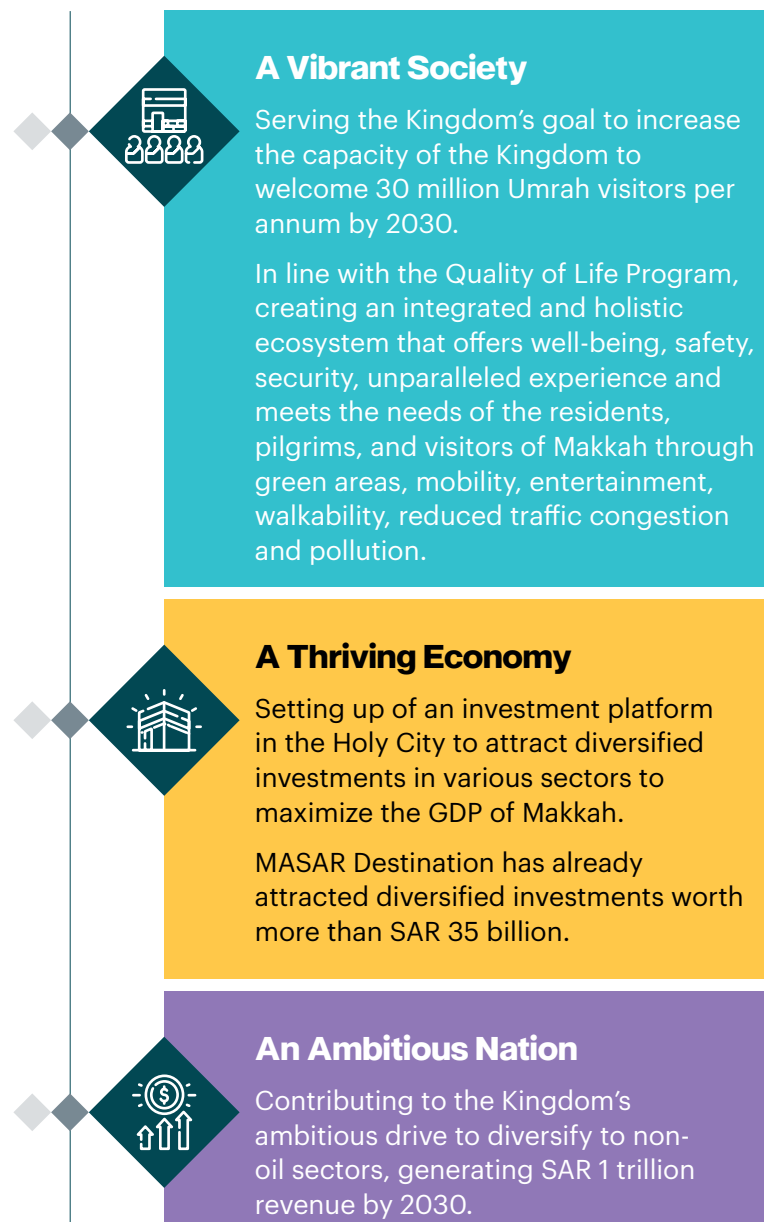 A Vibrant Society
Serving the Kingdom’s goal to increase
the capacity of the Kingdom to
welcome 30 million Umrah visitors per
annum by 2030.
In line with the Quality of Life Program,
creating an integrated and holistic
ecosystem that offers well-being, safety,
security, unparalleled experience and
meets the needs of the residents,
pilgrims, and visitors of Makkah through
green areas, mobility, entertainment,
walkability, reduced traffic congestion
and pollution.
A Thriving Economy
Setting up of an investment platform
in the Holy City to attract diversified
investments in various sectors to
maximize the GDP of Makkah.
MASAR Destination has already
attracted diversified investments worth
more than SAR 35 billion.
An Ambitious Nation
Contributing to the Kingdom’s
ambitious drive to diversify to non-
oil sectors, generating SAR 1 trillion
revenue by 2030.